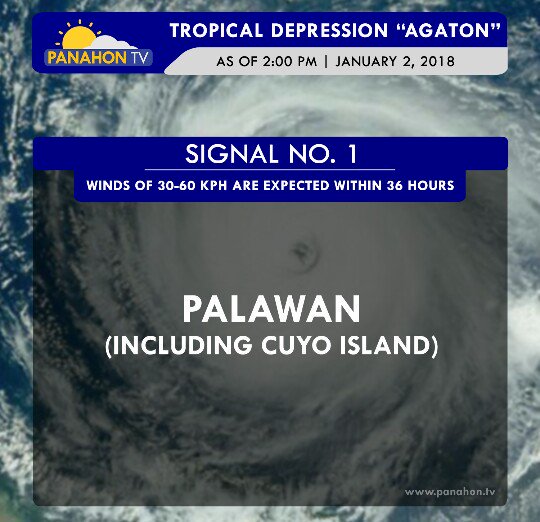 PANAHON TV
TROPICAL DEPRESSION “AGATON”
AS OF 2:00 PM | JANUARY 2, 2018
SIGNAL NO. 1
WINDS OF 30-60 KPH ARE EXPECTED WITHIN 36 HOURS
PALAWAN
(INCLUDING CUYO ISLAND)
www.panahon.tv